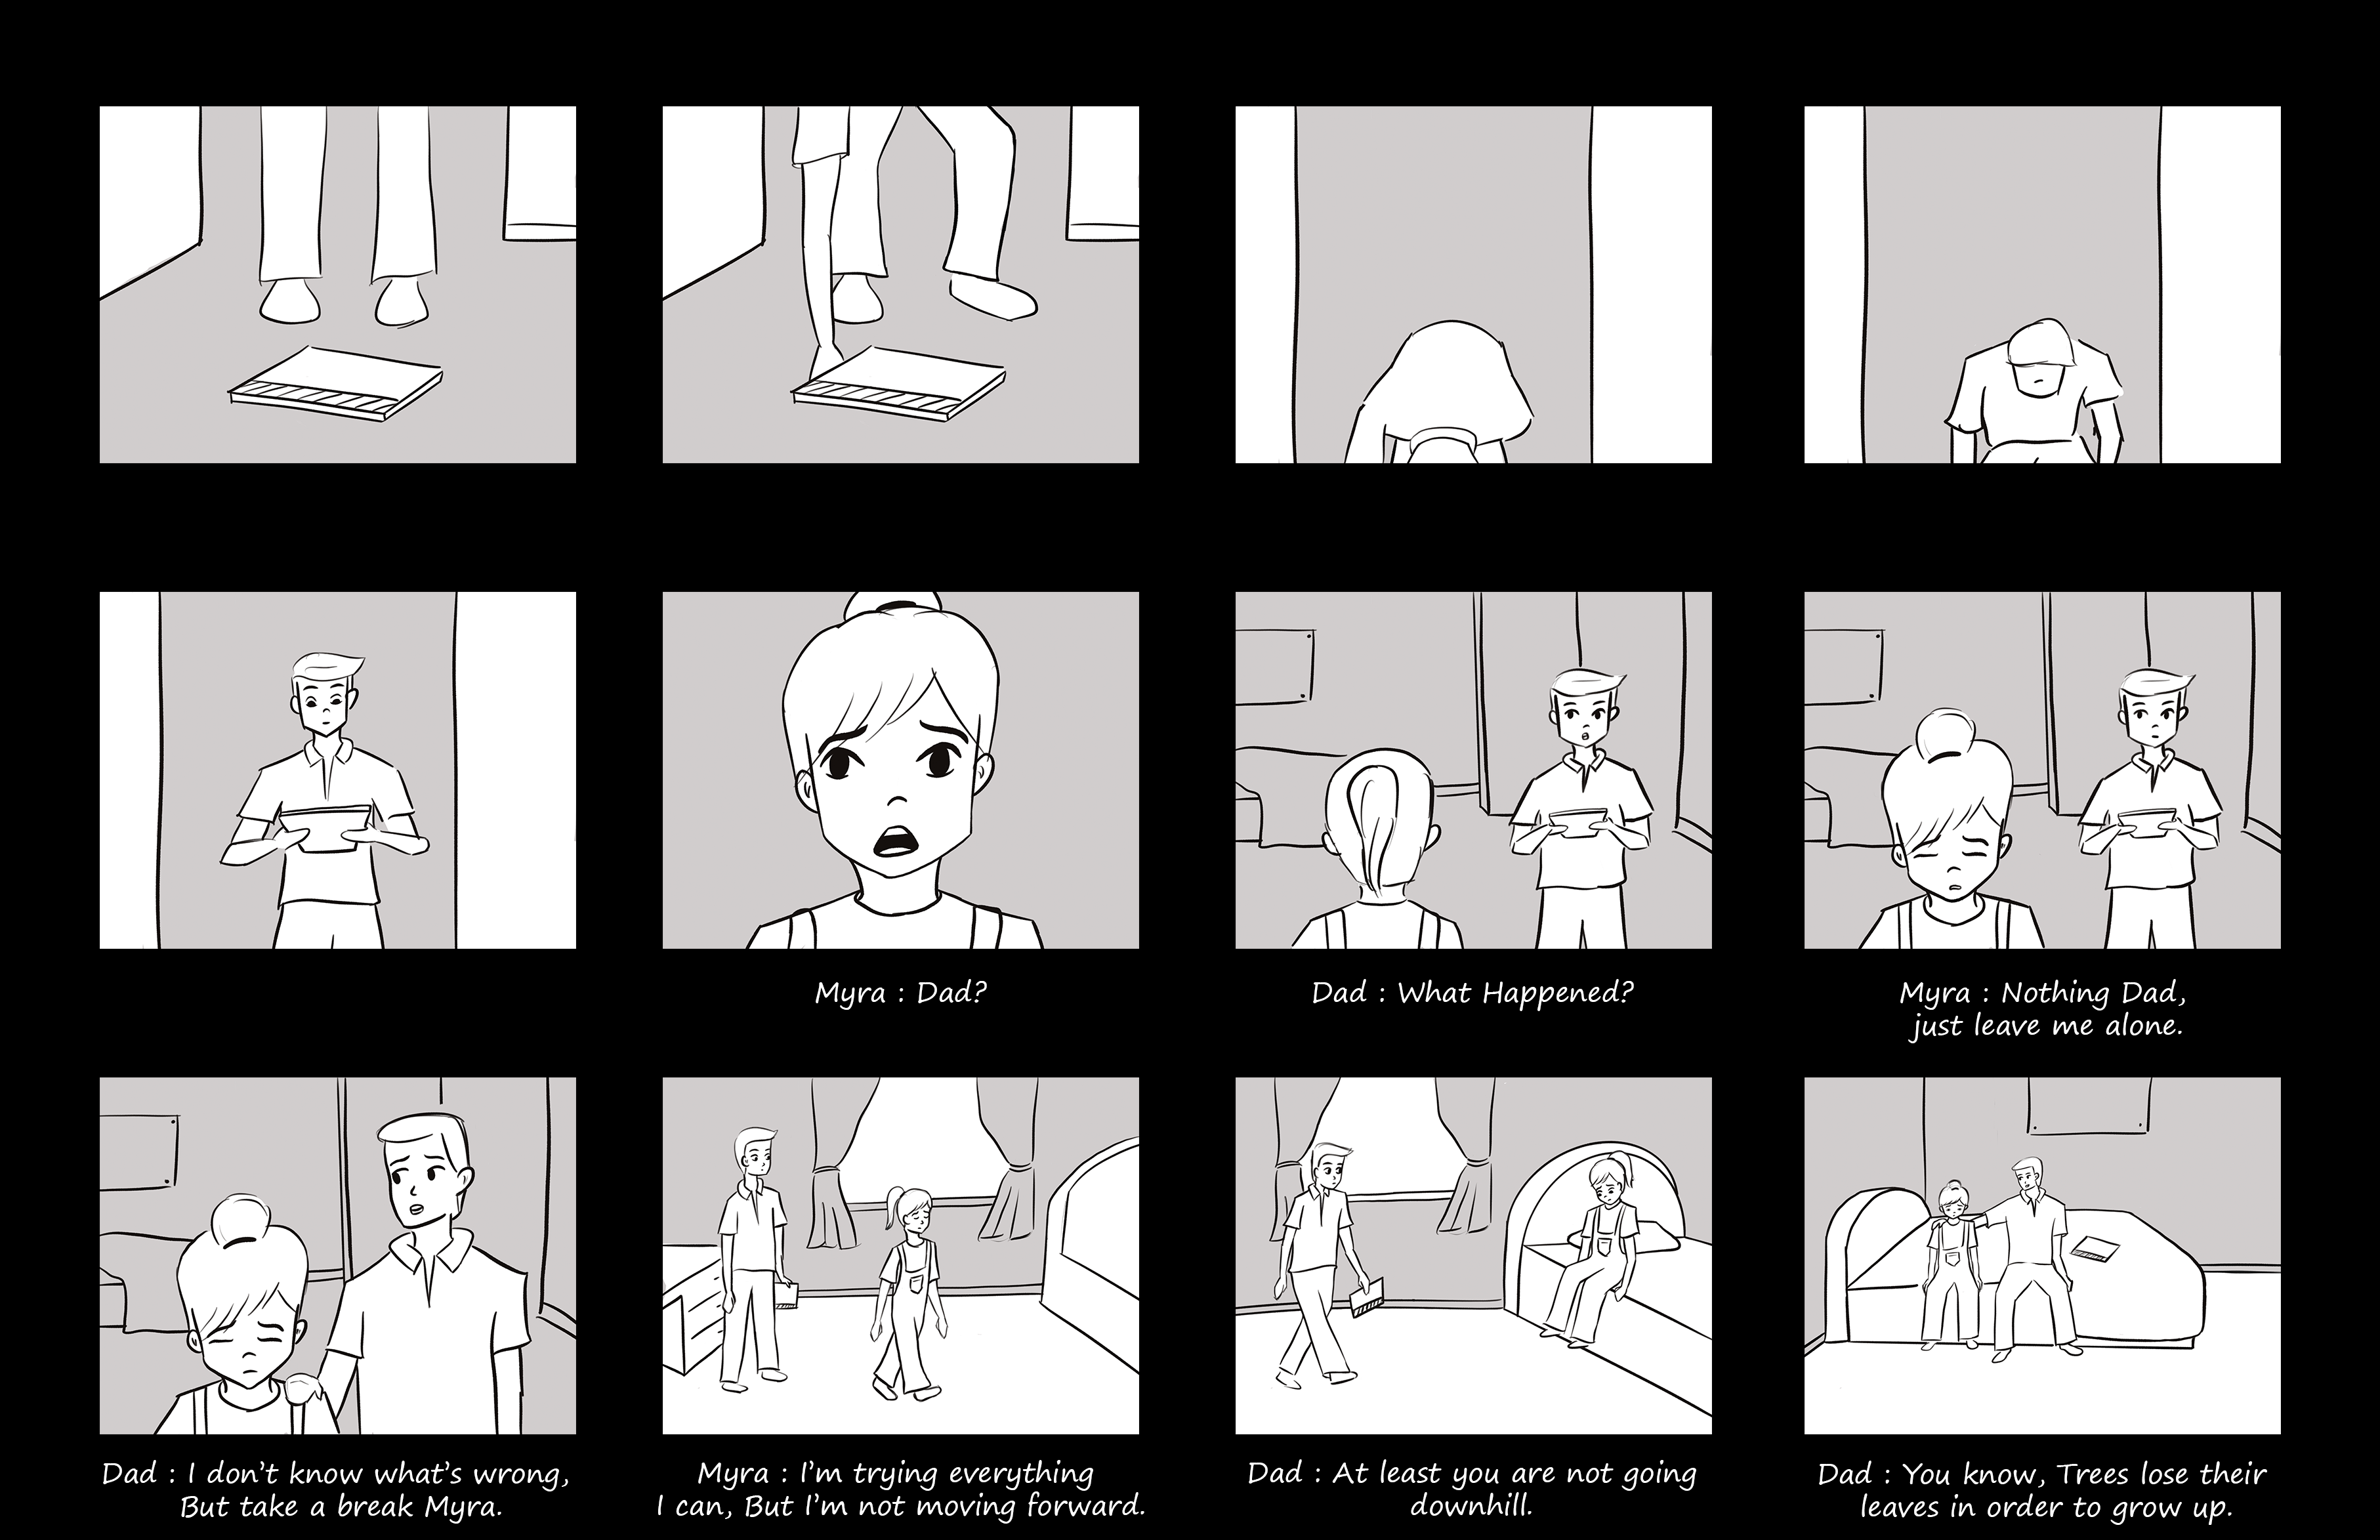 Myra : Dad?
Dad : What Happened?
Myra : Nothing Dad,
just leave me alone.
Dad : I don't know what's wrong,
But take a break Myra.
Myra : I'm trying everything
I can, But I'm not moving forward.
Dad : At least you are not going
downhill.
Dad : You know, Trees lose their
leaves in order to grow up.